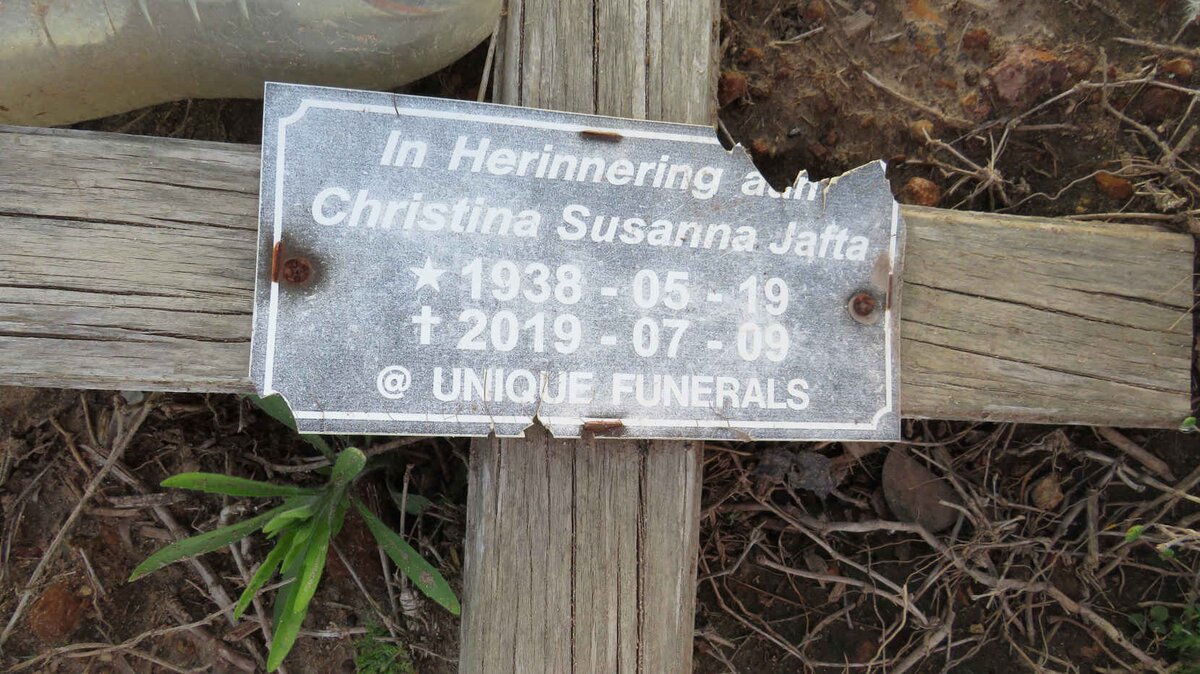 In Herinnering aan
Christina Susanna Jafta
★ 1938 - 05 - 19
✝ 2019 - 07 - 09
@ UNIQUE FUNERALS